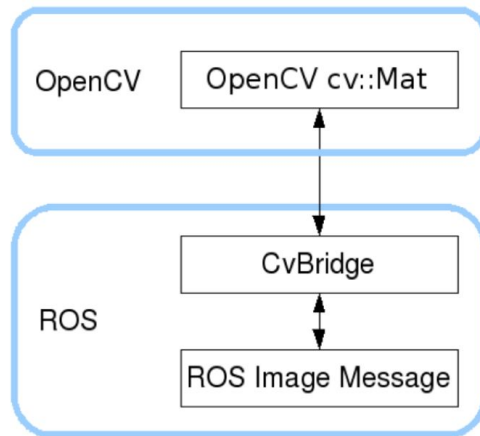 OpenCV
OpenCV cv::Mat
CvBridge
ROS
ROS Image Message